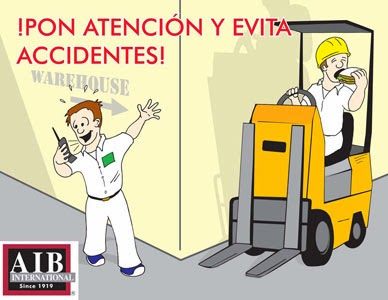 !PON ATENCIÓN Y EVITA
ACCIDENTES!
WAREHOUSE
AIB
INTERNATIONAL
Since 1919
®